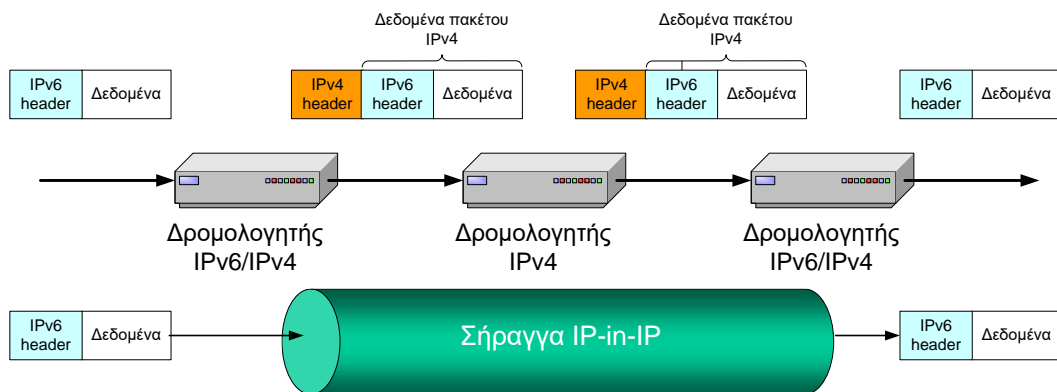 Δεδομένα πακέτου
IPv4
Δεδομένα πακέτου
IPv4
IPv6
header
Δεδομένα
IPv4
header
IPv6
header
Δεδομένα
IPv4
header
IPv6
header
Δεδομένα
IPv6
header
Δεδομένα
Δρομολογητής
IPv6/IPv4
Δρομολογητής
IPv4
Δρομολογητής
IPv6/IPv4
IPv6
header
Δεδομένα
Σήραγγα IP-in-IP
IPv6
header
Δεδομένα